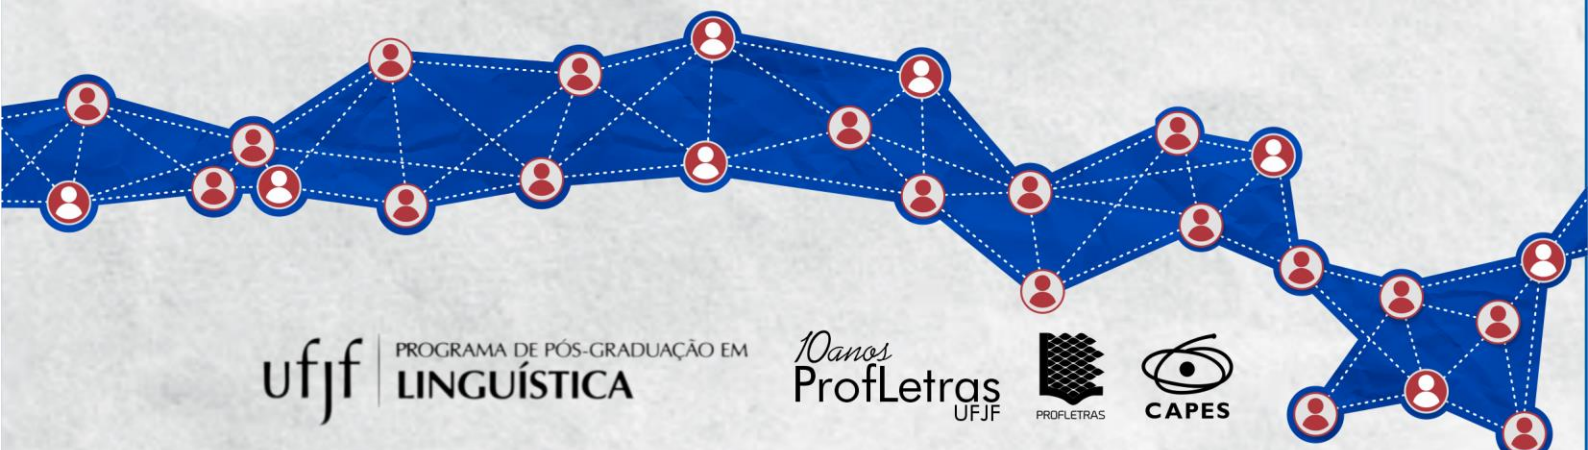 ufjf
PROGRAMA DE PÓS-GRADUAÇÃO EM
LINGUÍSTICA
10anos
ProfLetras
UFJF
PROFLETRAS
CAPES